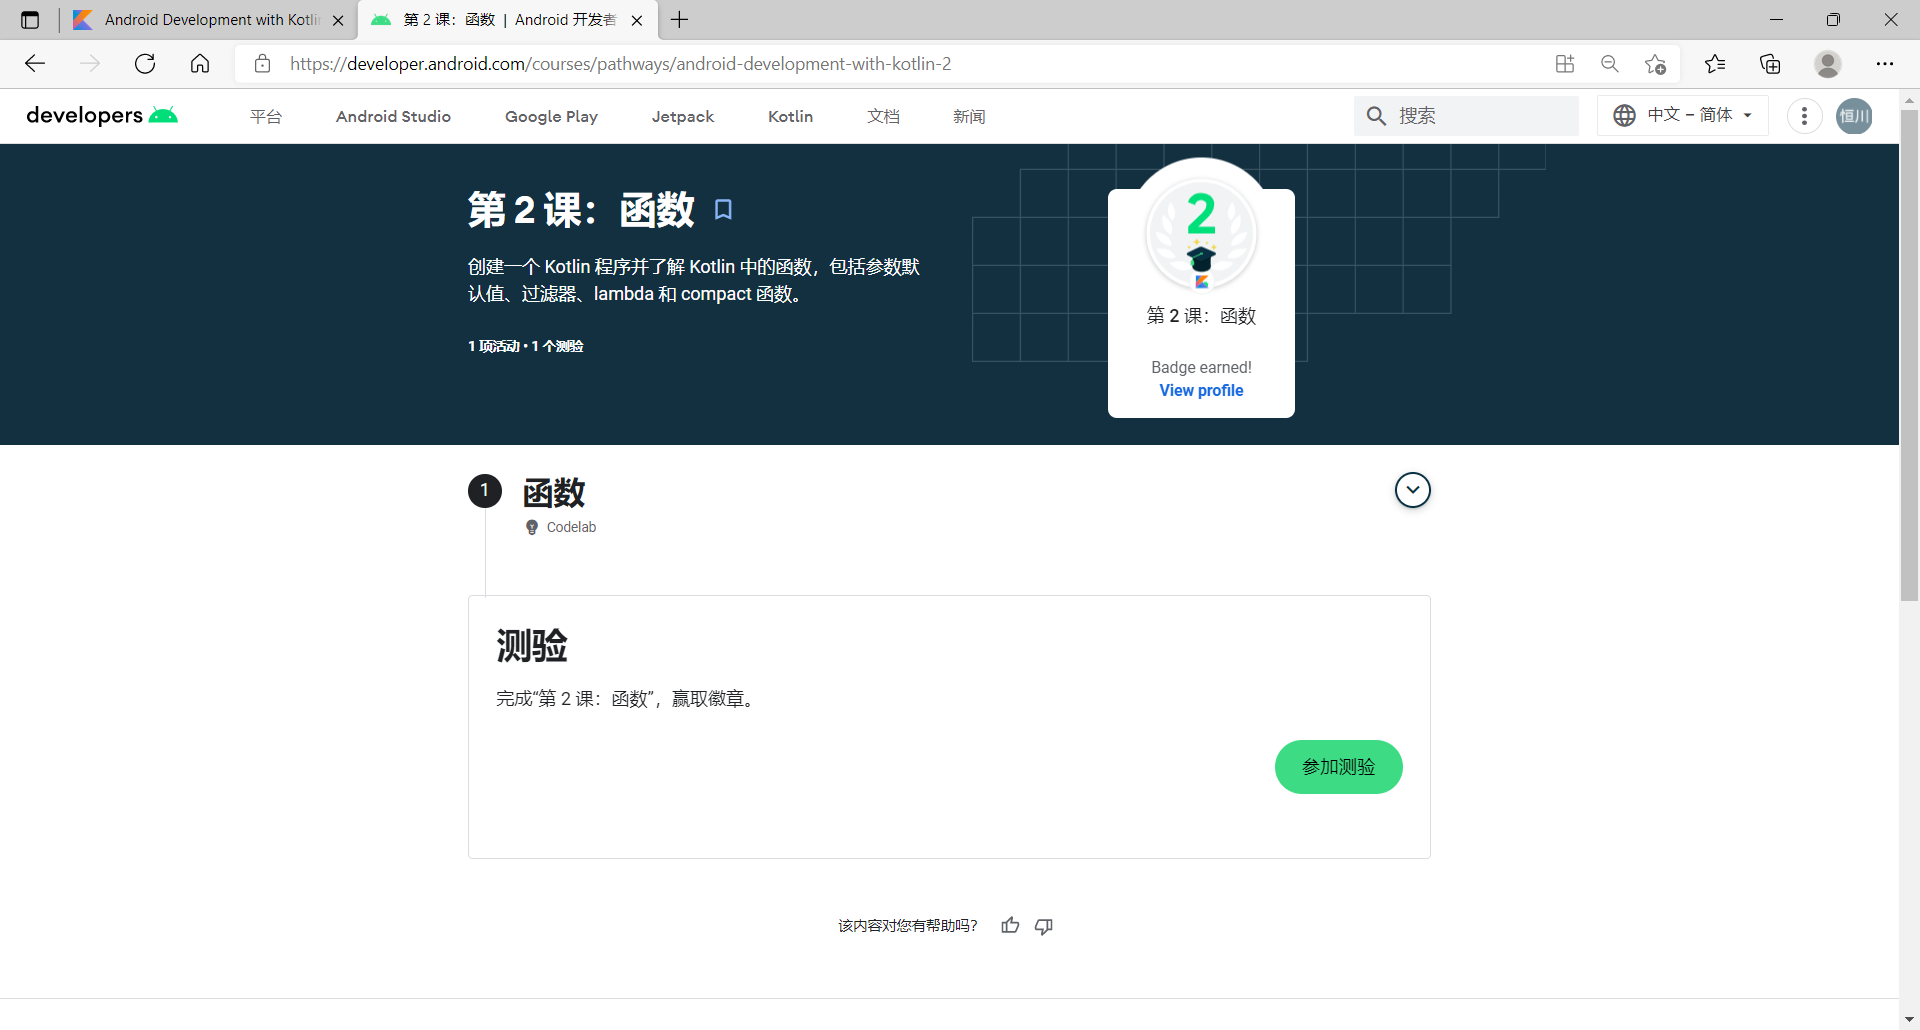 Android Development with Kotlin
第 2 课：函数 | Android 开发者
https://developer.android.com/courses/pathways/android-development-with-kotlin-2
developers
平台
Android Studio
Google Play
Jetpack
Kotlin
文档
新闻
搜索
中文 – 简体
恒川
第 2 课：函数
创建一个 Kotlin 程序并了解 Kotlin 中的函数，包括参数默
认值、过滤器、lambda 和 compact 函数。
1 项活动 • 1 个测验
2
第 2 课：函数
Badge earned!
View profile
1
函数
Codelab
测验
完成“第 2 课：函数”，赢取徽章。
参加测验
该内容对您有帮助吗？